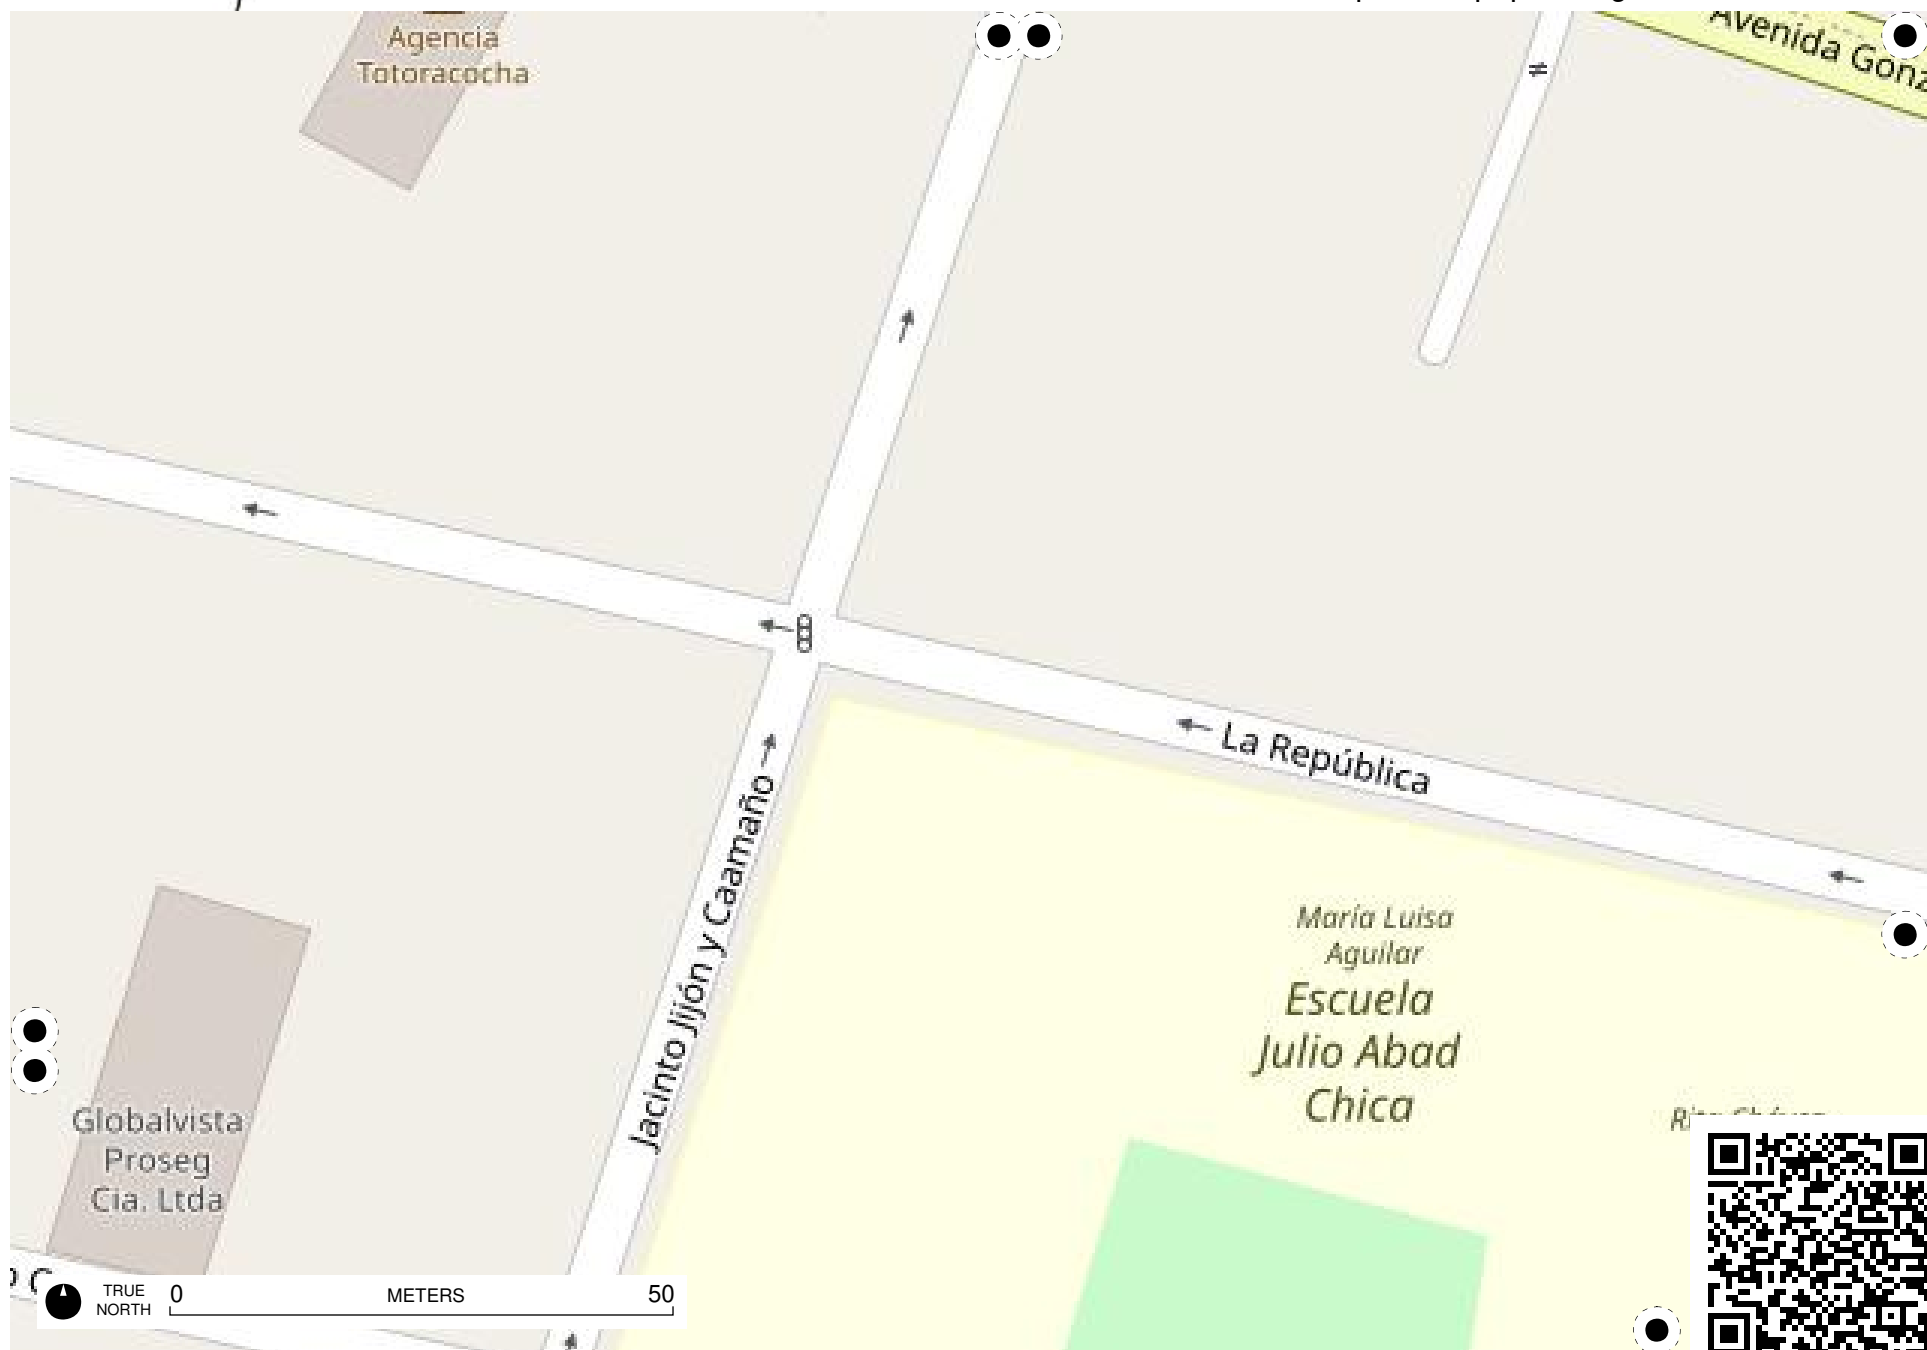 Agencia
Totoracocha
Avenida
La República
Jacinto Jijón y Caamaño
María Luisa
Aguilar
Escuela
Julio Abad
Chica
Globalvista
Proseg
Cia. Ltda
TRUE
NORTH
0 METERS 50